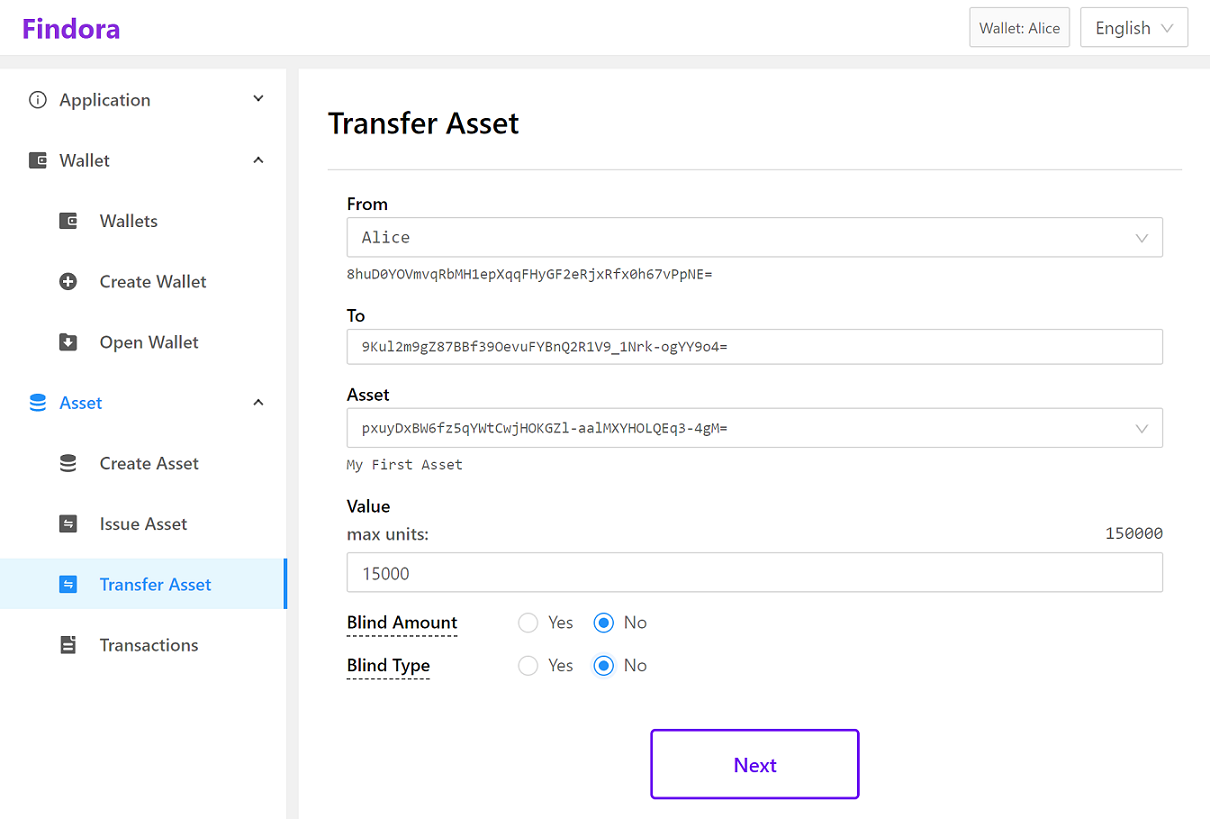 Findora
Wallet: Alice
English
Application
Wallet
Wallets
Create Wallet
Open Wallet
Asset
Create Asset
Issue Asset
Transfer Asset
Transactions
Transfer Asset
From
Alice
8huD0YOVmvqRbMH1epXqqFHyGF2eRjxRfx0h67vPpNE=
To
9Kul2m9gZ87BBf39OevuFYBnQ2R1V9_1Nrk-ogYY9o4=
Asset
pxuyDxBW6fz5qYWtCwjHOKGZl-aalMXYHOLQEq3-4gM=
My First Asset
Value
max units: 150000
15000
Blind Amount Yes No
Blind Type Yes No
Next